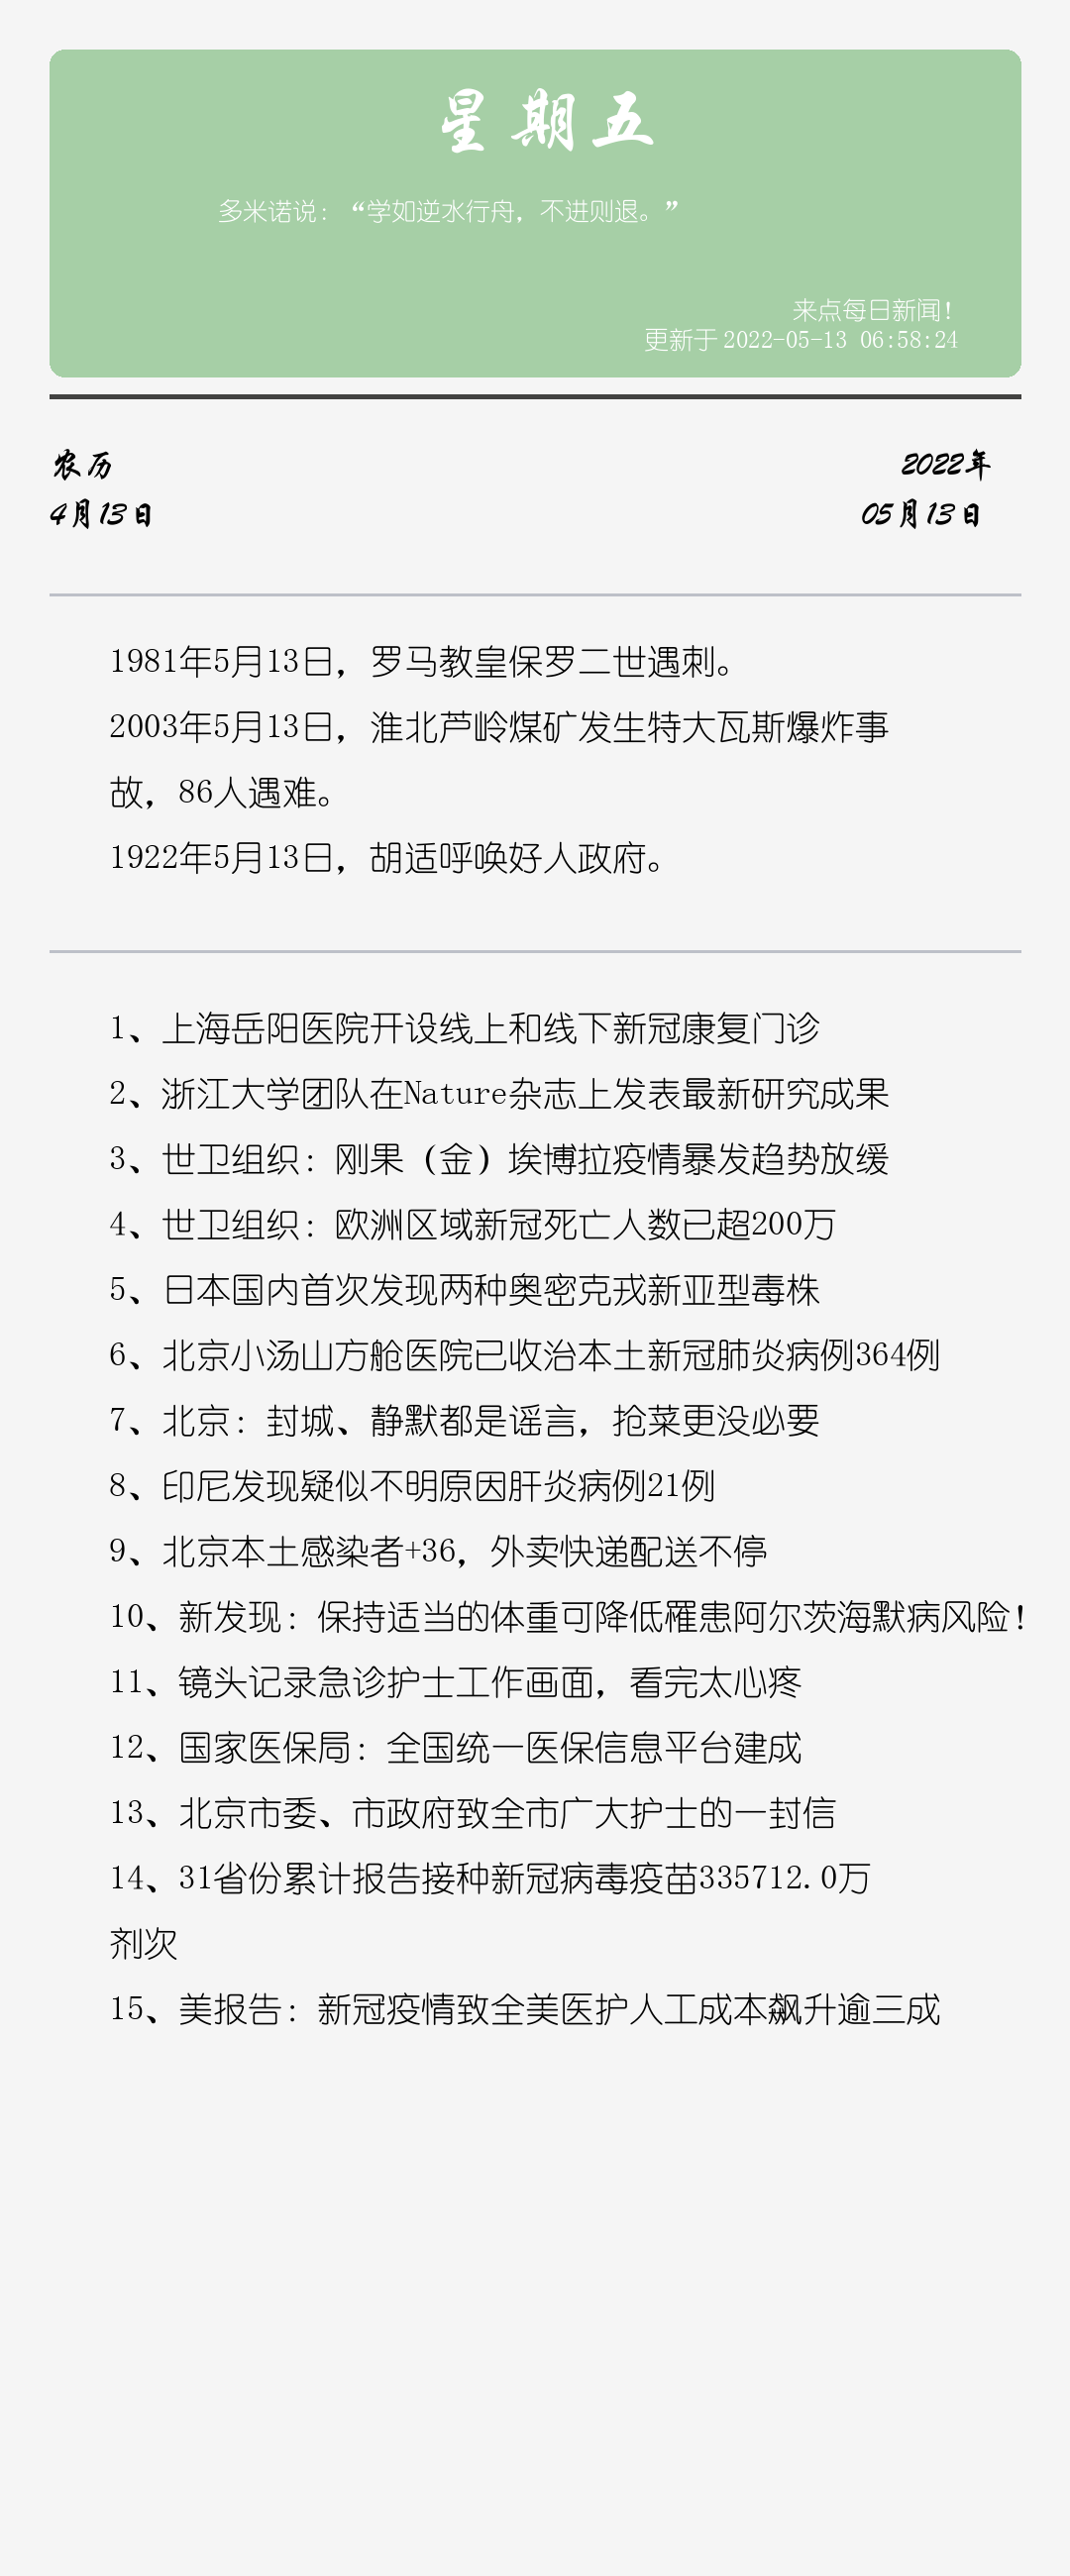 星期五
多米诺说：“学如逆水行舟，不进则退。”
来点每日新闻！
更新于 2022-05-13 06:58:24
农历
2022年
4月13日
05月13日
1981年5月13日，罗马教皇保罗二世遇刺。
2003年5月13日，淮北芦岭煤矿发生特大瓦斯爆炸事
故，86人遇难。
1922年5月13日，胡适呼唤好人政府。
1、上海岳阳医院开设线上和线下新冠康复门诊
2、浙江大学团队在Nature杂志上发表最新研究成果
3、世卫组织：刚果（金）埃博拉疫情暴发趋势放缓
4、世卫组织：欧洲区域新冠死亡人数已超200万
5、日本国内首次发现两种奥密克戎新亚型毒株
6、北京小汤山方舱医院已收治本土新冠肺炎病例364例
7、北京：封城、静默都是谣言，抢菜更没必要
8、印尼发现疑似不明原因肝炎病例21例
9、北京本土感染者+36，外卖快递配送不停
10、新发现：保持适当的体重可降低罹患阿尔茨海默病风险！
11、镜头记录急诊护士工作画面，看完太心疼
12、国家医保局：全国统一医保信息平台建成
13、北京市委、市政府致全市广大护士的一封信
14、31省份累计报告接种新冠病毒疫苗335712.0万
剂次
15、美报告：新冠疫情致全美医护人工成本飙升逾三成